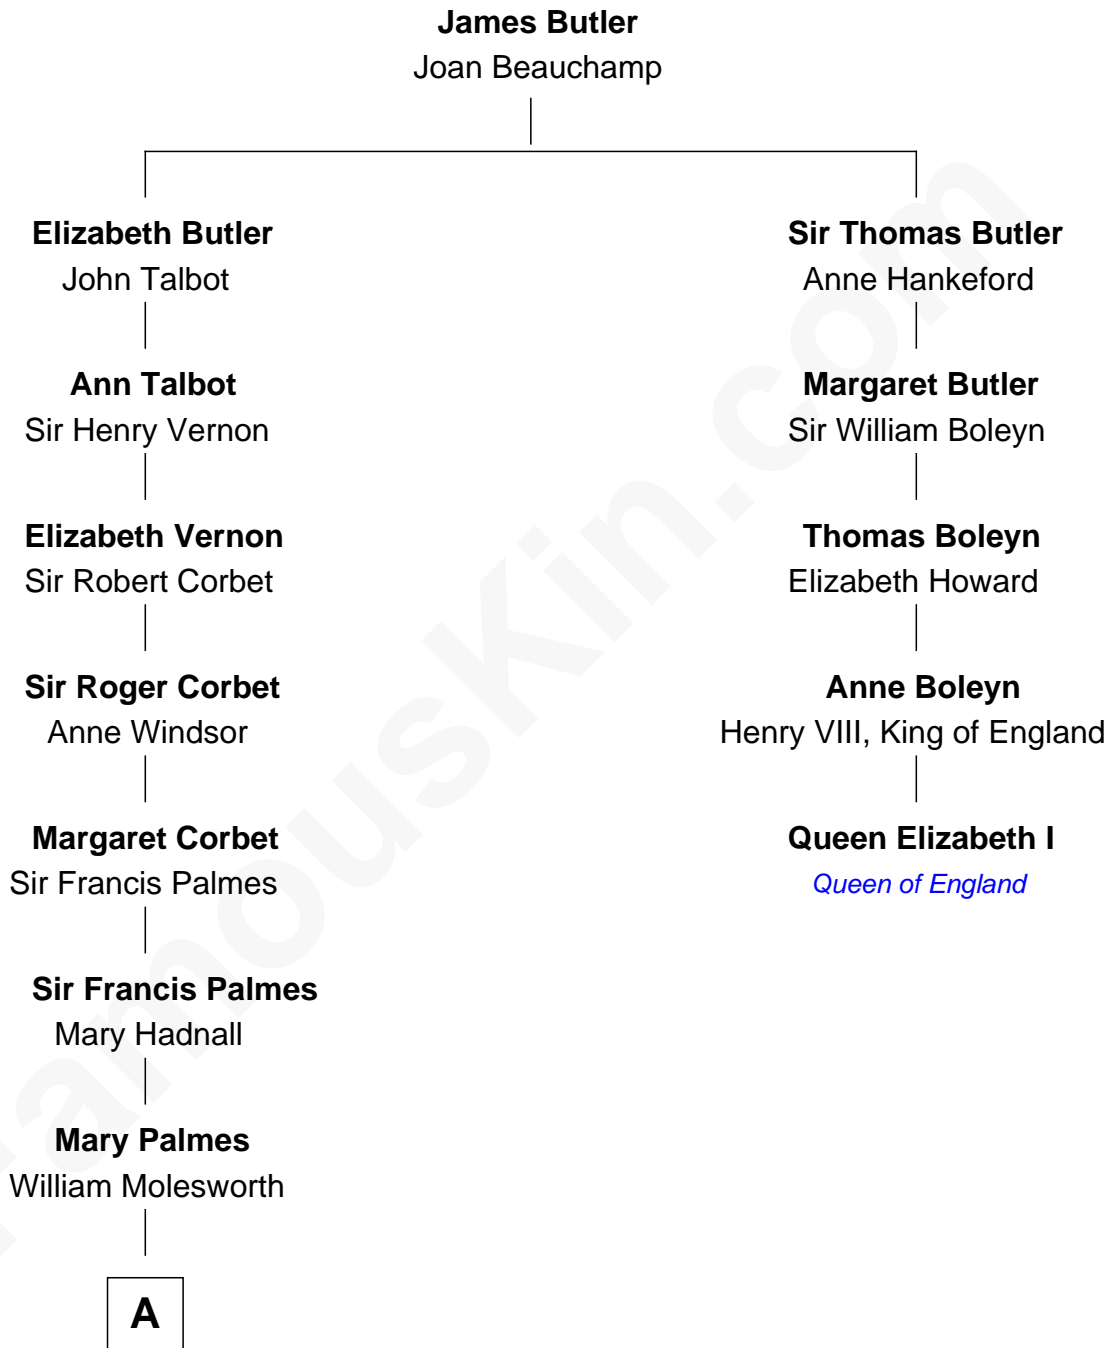 James Butler
Joan Beauchamp
Elizabeth Butler
John Talbot
Sir Thomas Butler
Anne Hankeford
Ann Talbot
Sir Henry Vernon
Margaret Butler
Sir William Boleyn
Elizabeth Vernon
Sir Robert Corbet
Thomas Boleyn
Elizabeth Howard
Sir Roger Corbet
Anne Windsor
Anne Boleyn
Henry VIII, King of England
Margaret Corbet
Sir Francis Palmes
Queen Elizabeth I
Queen of England
Sir Francis Palmes
Mary Hadnall
Mary Palmes
William Molesworth
A
FamousKin.com